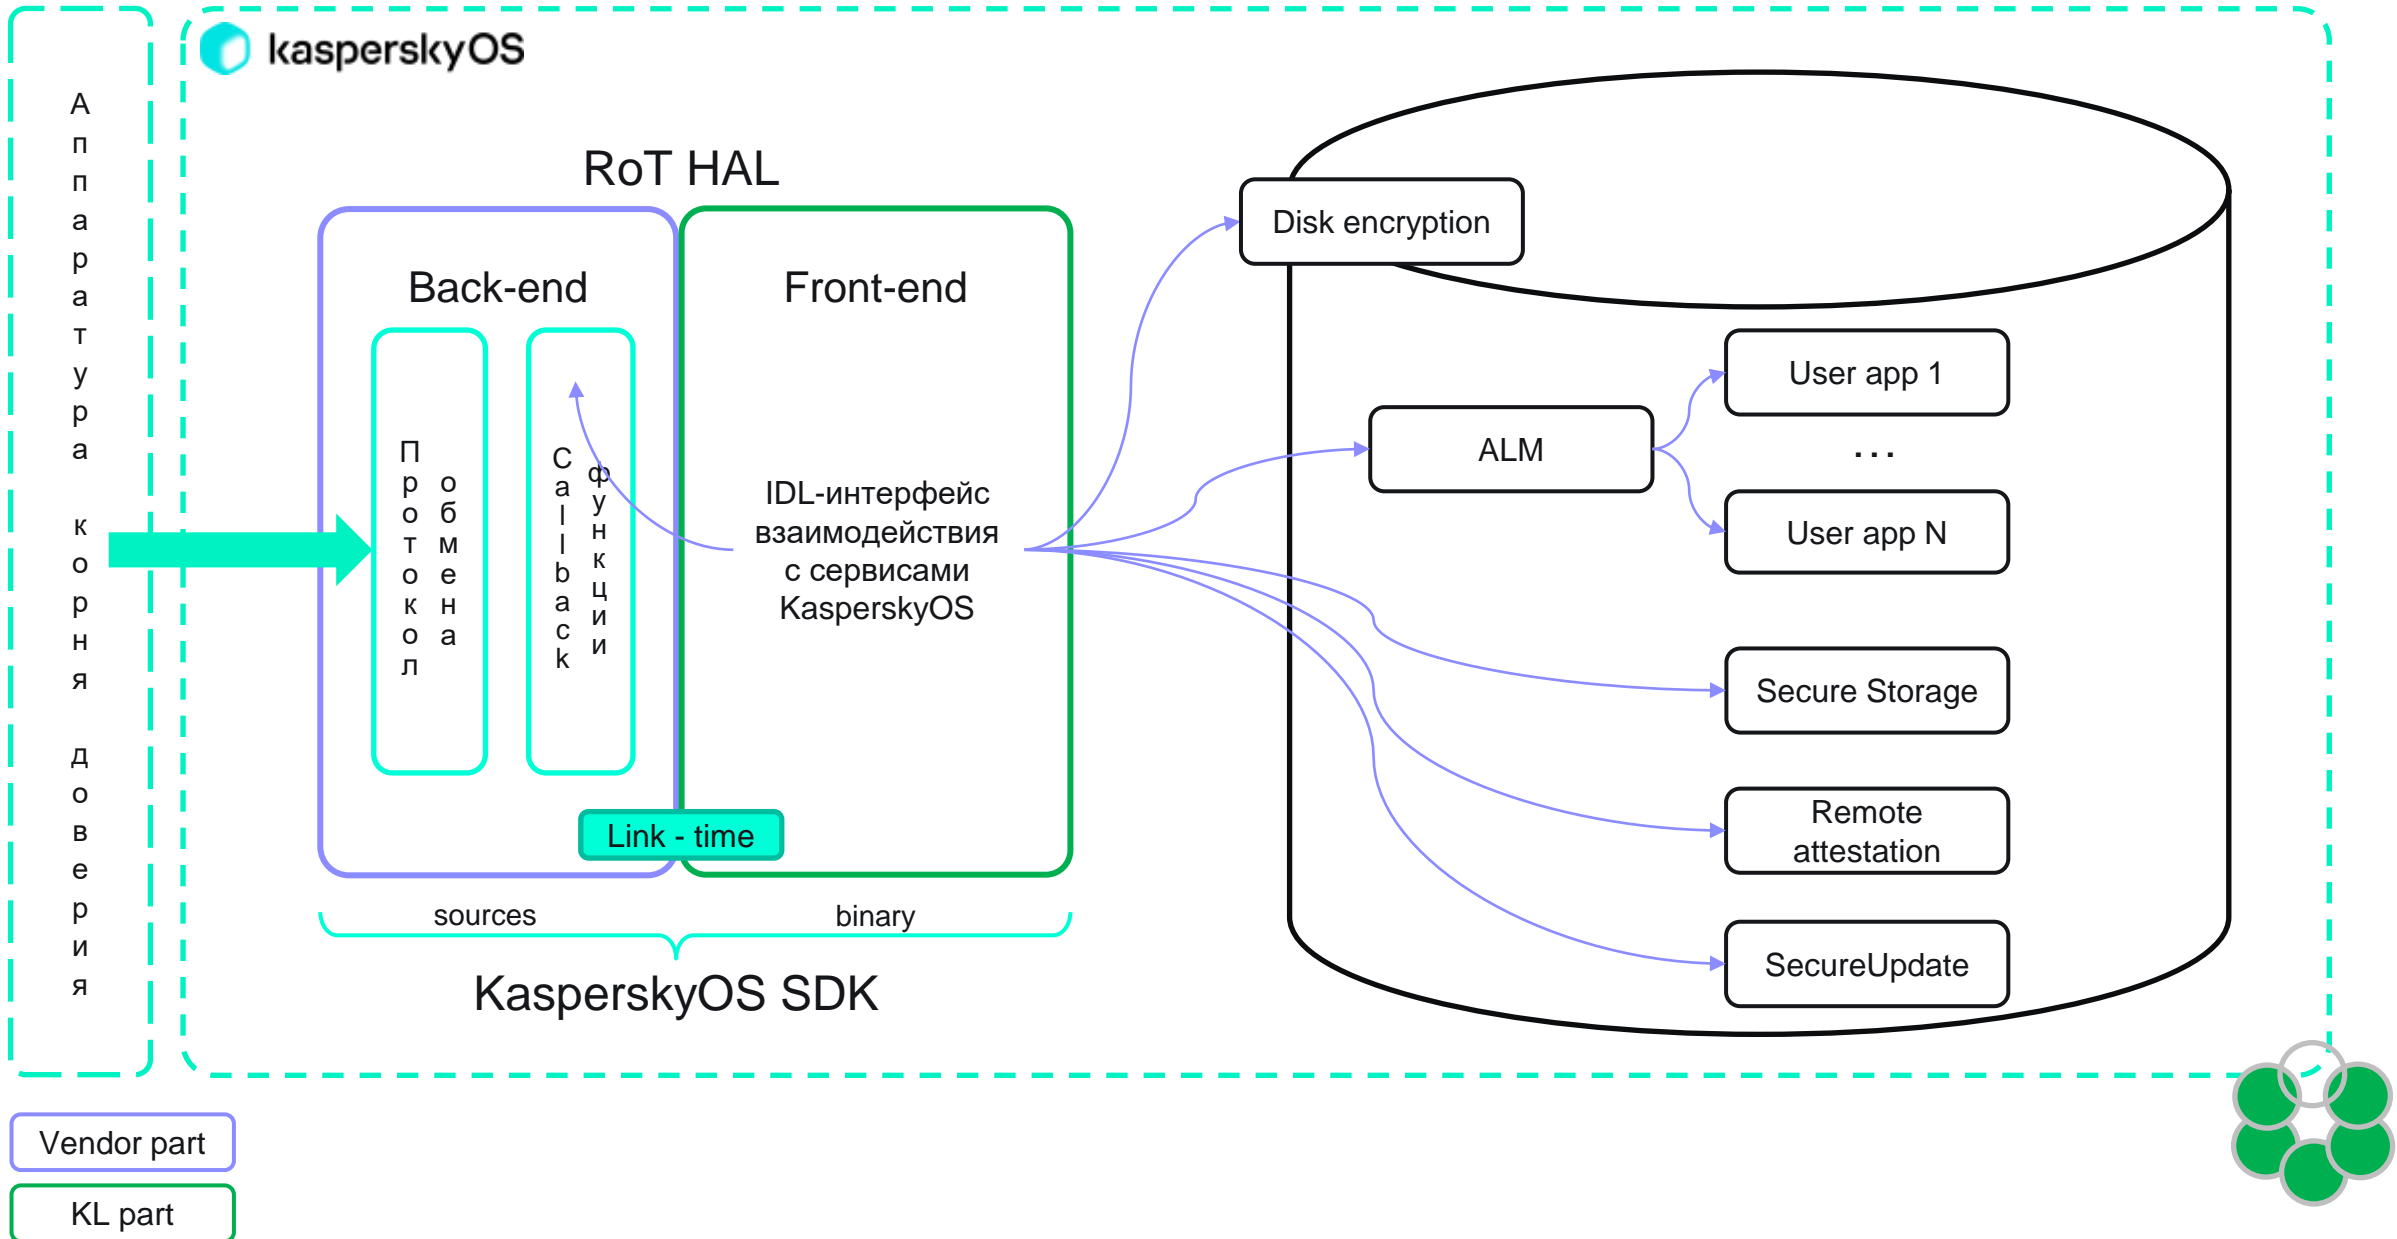 Аппаратура корня доверия
kasperskyOS
RoT HAL
Back-end
Протокол
обмена
Callback
функции
Front-end
IDL-интерфейс
взаимодействия
с сервисами
KasperskyOS
Link - time
sources
binary
KasperskyOS SDK
Disk encryption
ALM
User app 1
...
User app N
Secure Storage
Remote
attestation
SecureUpdate
Vendor part
KL part